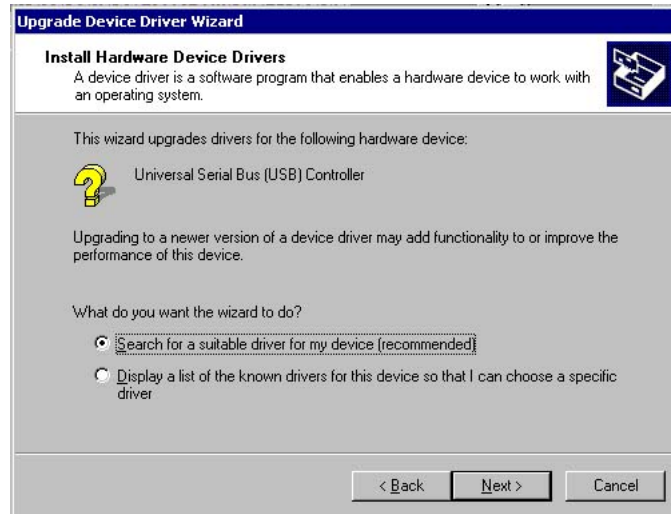 Upgrade Device Driver Wizard
Install Hardware Device Drivers
A device driver is a software program that enables a hardware device to work with
an operating system.
This wizard upgrades drivers for the following hardware device:
Universal Serial Bus (USB) Controller
Upgrading to a newer version of a device driver may add functionality to or improve the
performance of this device.
What do you want the wizard to do?
Search for a suitable driver for my device (recommended)
Display a list of the known drivers for this device so that I can choose a specific
driver
< Back Next > Cancel